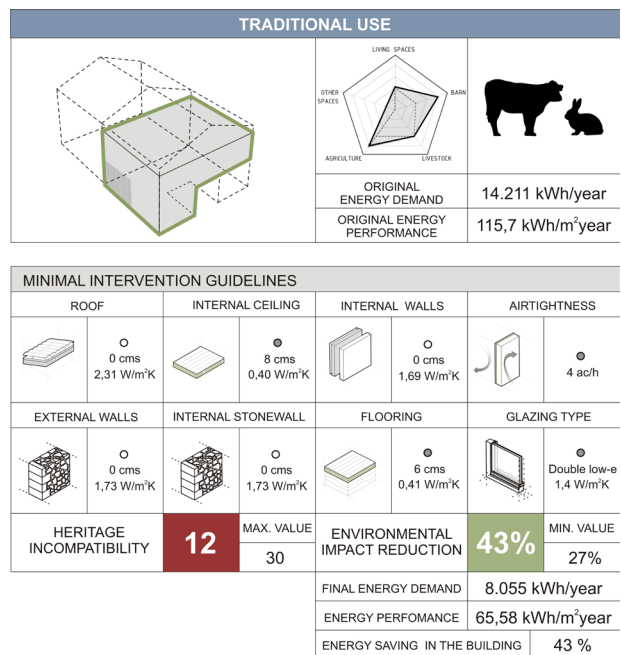 TRADITIONAL USE
LIVING SPACES
OTHER
SPACES
BARN
AGRICULTURE
LIVESTOCK
ORIGINAL
ENERGY DEMAND
14.211 kWh/year
ORIGINAL ENERGY
PERFORMANCE
115,7 kWh/m²year
MINIMAL INTERVENTION GUIDELINES
ROOF
INTERNAL CEILING
INTERNAL WALLS
AIRTIGHTNESS
0 cms
2,31 W/m²K
8 cms
0,40 W/m²K
0 cms
1,69 W/m²K
4 ac/h
EXTERNAL WALLS
INTERNAL STONEWALL
FLOORING
GLAZING TYPE
0 cms
1,73 W/m²K
0 cms
1,73 W/m²K
6 cms
0,41 W/m²K
Double low-e
1,4 W/m²K
HERITAGE
INCOMPATIBILITY
12
MAX. VALUE
30
ENVIRONMENTAL
IMPACT REDUCTION
43%
MIN. VALUE
27%
FINAL ENERGY DEMAND
8.055 kWh/year
ENERGY PERFOMANCE
65,58 kWh/m²year
ENERGY SAVING IN THE BUILDING
43 %